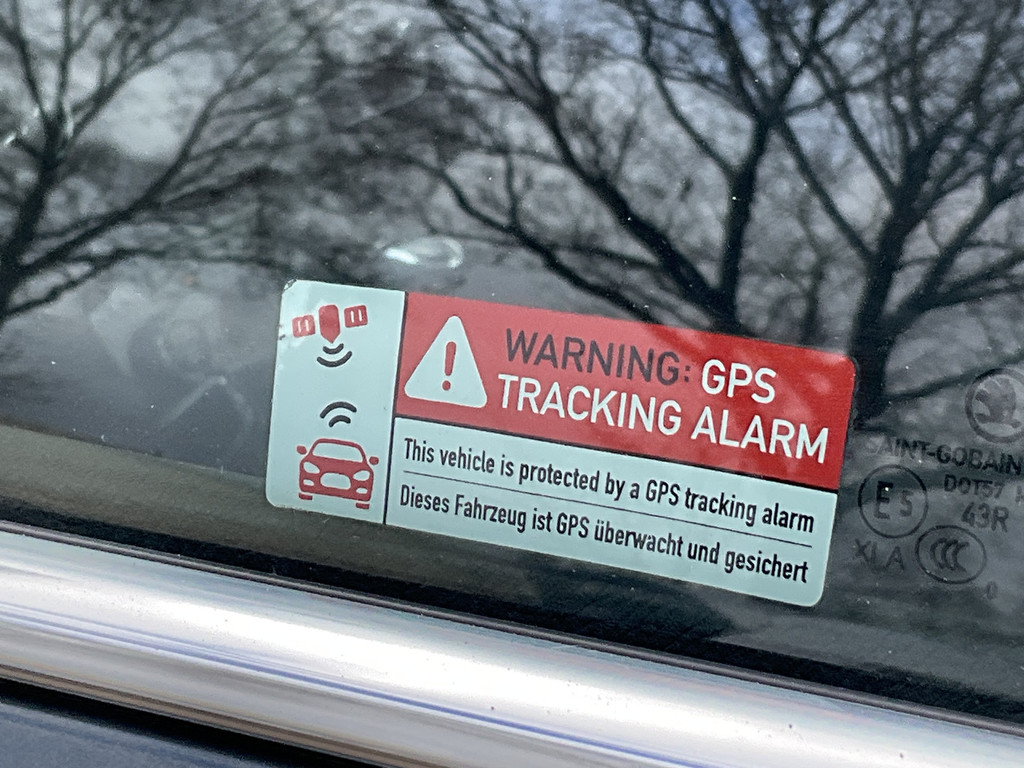 WARNING: GPS
TRACKING ALARM
This vehicle is protected by a GPS tracking alarm
Dieses Fahrzeug ist GPS überwacht und gesichert
SAINT-GOBAIN
E5
DOT57
43R
XLA
CCC